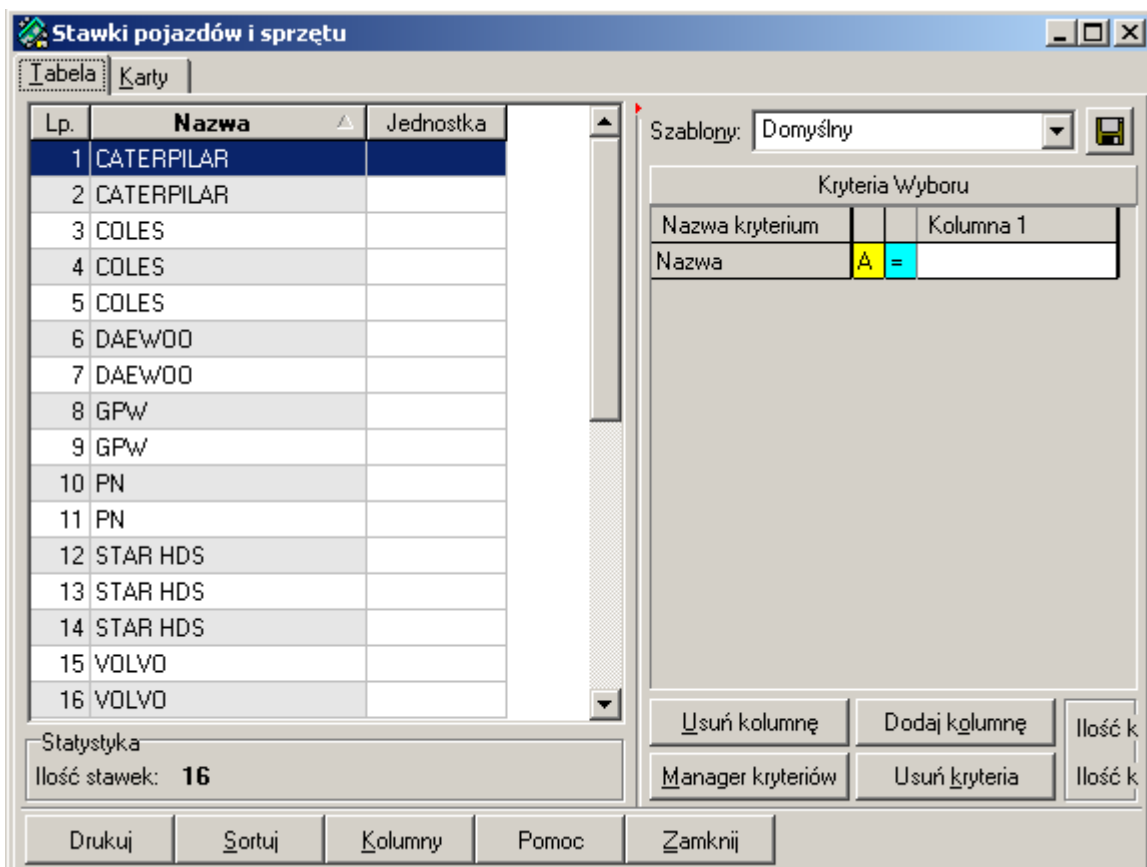 Stawki pojazdów i sprzętu
Tabela Karty
Lp. Nazwa Jednostka
1 CATERPILAR
2 CATERPILAR
3 COLES
4 COLES
5 COLES
6 DAEWOO
7 DAEWOO
8 GPW
9 GPW
10 PN
11 PN
12 STAR HDS
13 STAR HDS
14 STAR HDS
15 VOLVO
16 VOLVO
Statystyka
Ilość stawek: 16
Szablony: Domyślny
Kryteria Wyboru
Nazwa kryterium Kolumna 1
Nazwa A =
Usuń kolumnę Dodaj kolumnę Ilość k
Manager kryteriów Usuń kryteria Ilość k
Drukuj Sortuj Kolumny Pomoc Zamknij